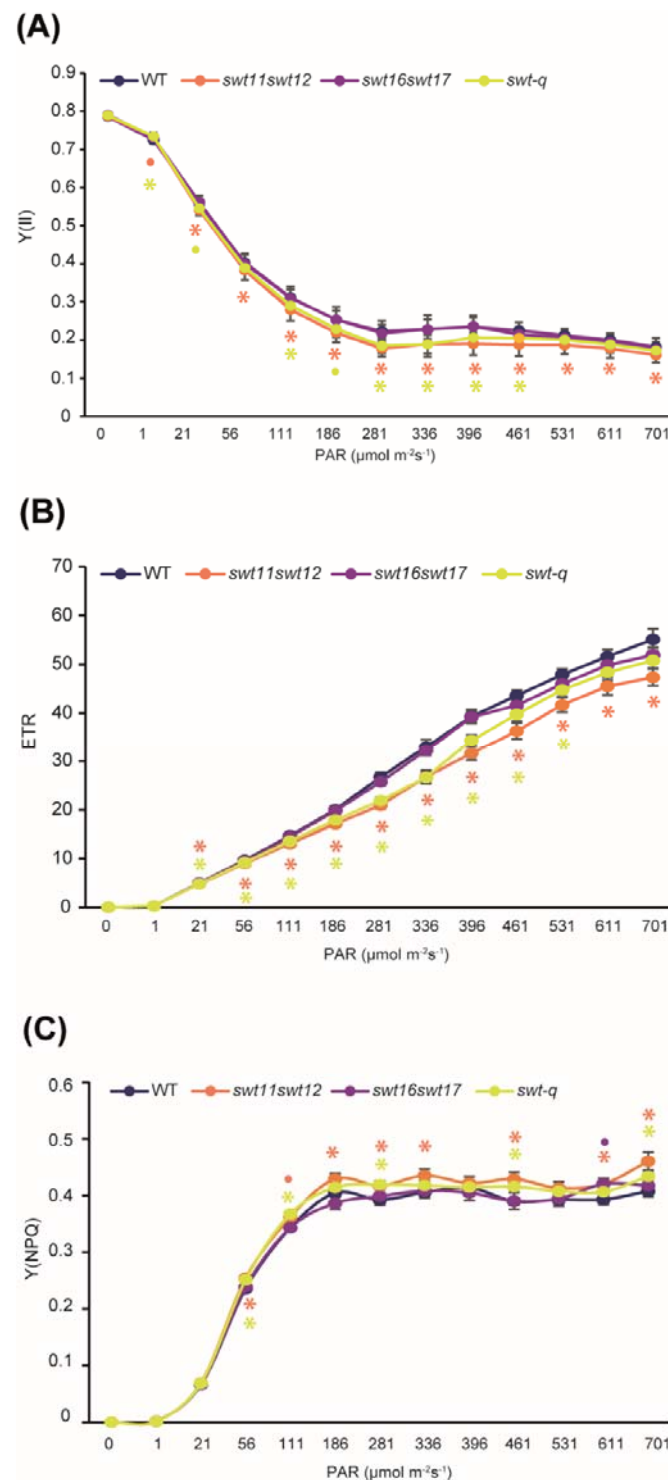 (A)
WT swt11swt12 swt16swt17 swt-q
0.9
0.8
0.7
0.6
0.5
0.4
0.3
0.2
0.1
0
Y(II)
0 1 21 56 111 186 281 336 396 461 531 611 701
PAR (µmol m-2s-1)
(B)
70
WT swt11swt12 swt16swt17 swt-q
60
50
40
30
20
10
0
ETR
0 1 21 56 111 186 281 336 396 461 531 611 701
PAR (µmol m-2s-1)
(C)
0.6
WT swt11swt12 swt16swt17 swt-q
0.5
0.4
0.3
0.2
0.1
0
Y(NPQ)
0 1 21 56 111 186 281 336 396 461 531 611 701
PAR (µmol m-2s-1)